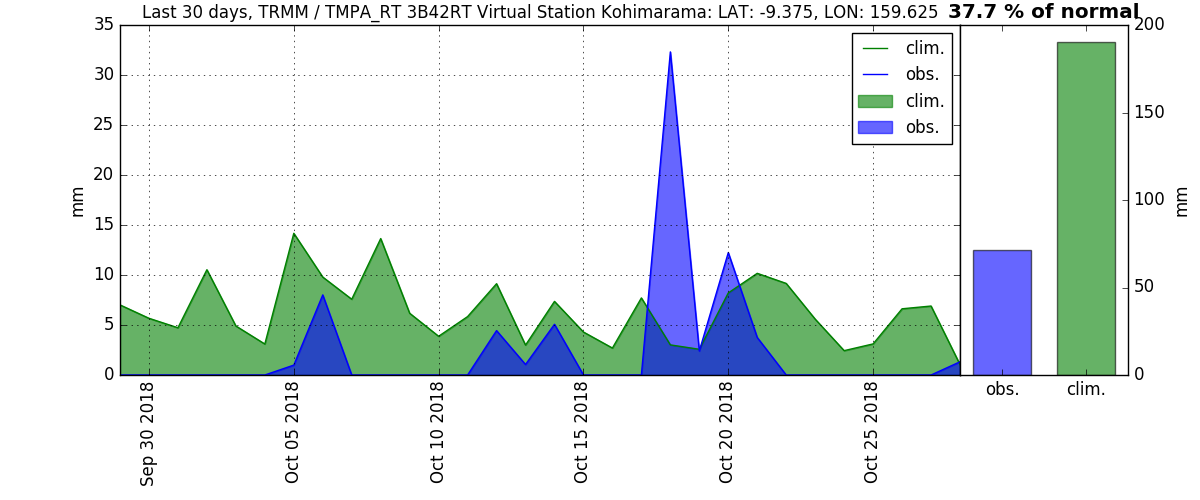 Last 30 days, TRMM / TMPA_RT 3B42RT Virtual Station Kohimarama: LAT: -9.375, LON: 159.625 37.7 % of normal
35
30
25
20
15
10
5
0
mm
clim.
obs.
clim.
obs.
Sep 30 2018
Oct 05 2018
Oct 10 2018
Oct 15 2018
Oct 20 2018
Oct 25 2018
200
150
100
50
0
mm
obs.
clim.